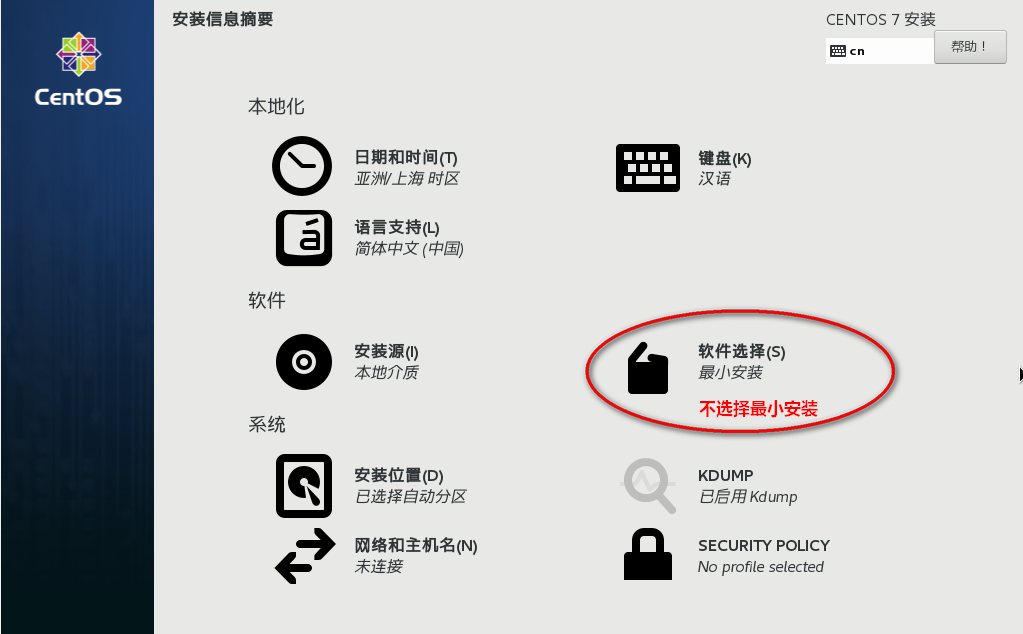 安装信息摘要
CENTOS 7 安装
cn
帮助！
CentOS
本地化
日期和时间(T)
亚洲/上海 时区
键盘(K)
汉语
语言支持(L)
简体中文 (中国)
软件
安装源(I)
本地介质
软件选择(S)
最小安装
不选择最小安装
系统
安装位置(D)
已选择自动分区
KDUMP
已启用 Kdump
网络和主机名(N)
未连接
SECURITY POLICY
No profile selected